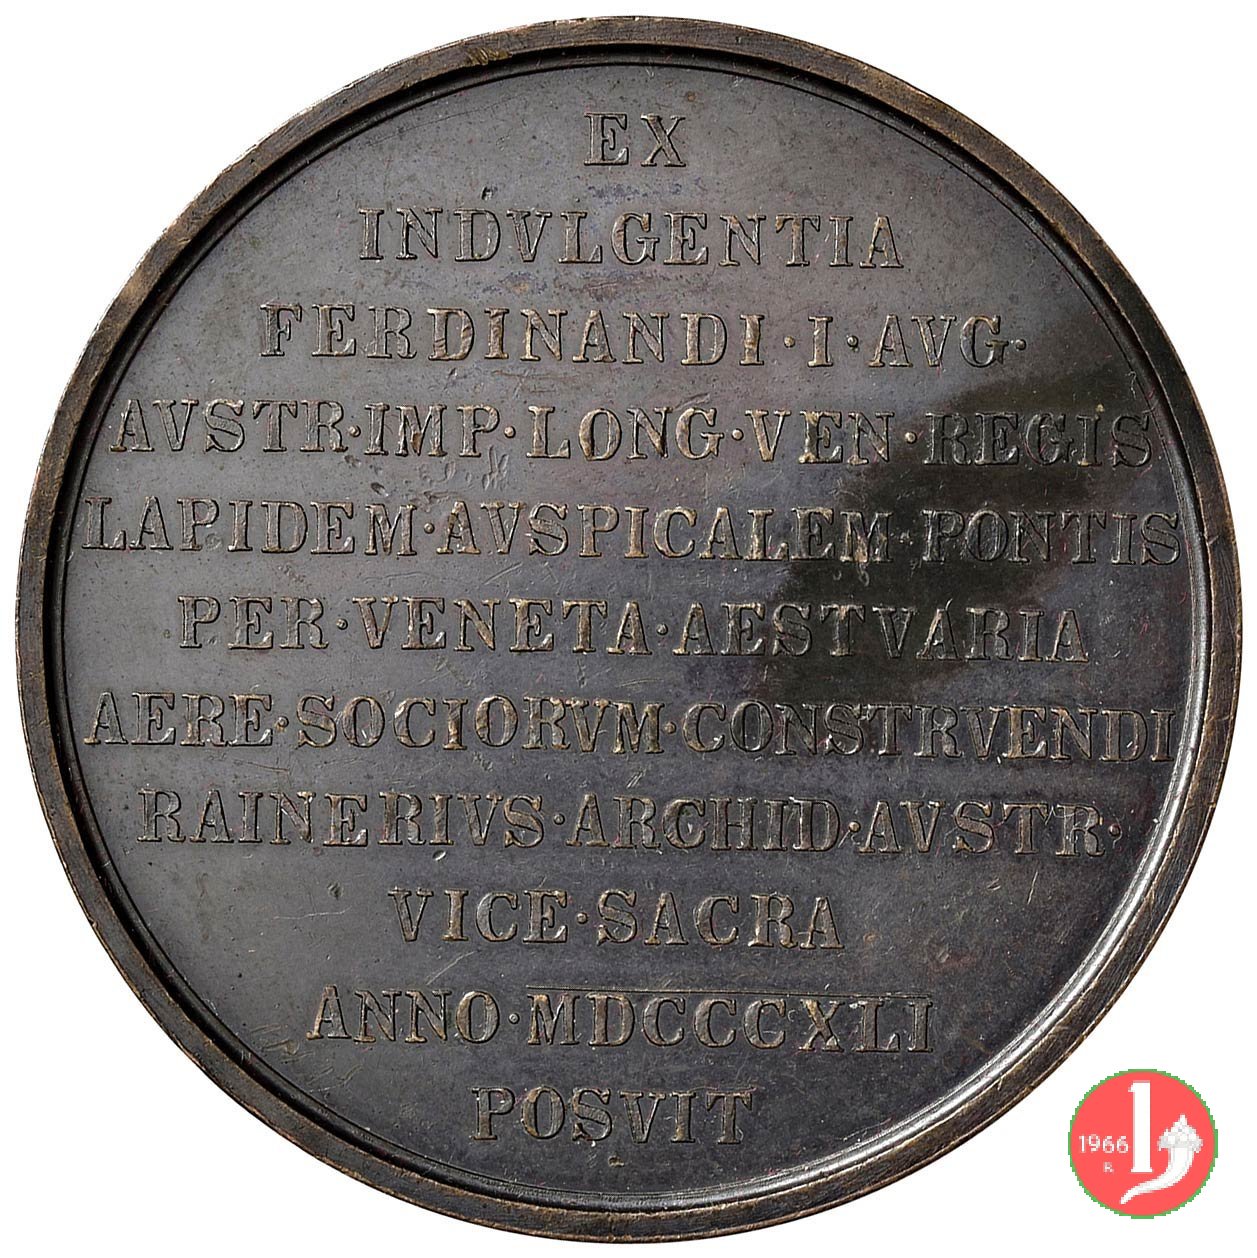 EX
INDVLGENTIA
FERDINANDI·I·AVG·
AVSTR·IMP·LONG·VEN·REGIS
LAPIDEM·AVSPICALEM·PONTIS
PER·VENETA·AESTVARIA
AERE·SOCIORVM·CONSTRVENDI
RAINERIVS·ARCHID·AVSTR·
VICE·SACRA
ANNO·MDCCCXLI
POSVIT
1966
R